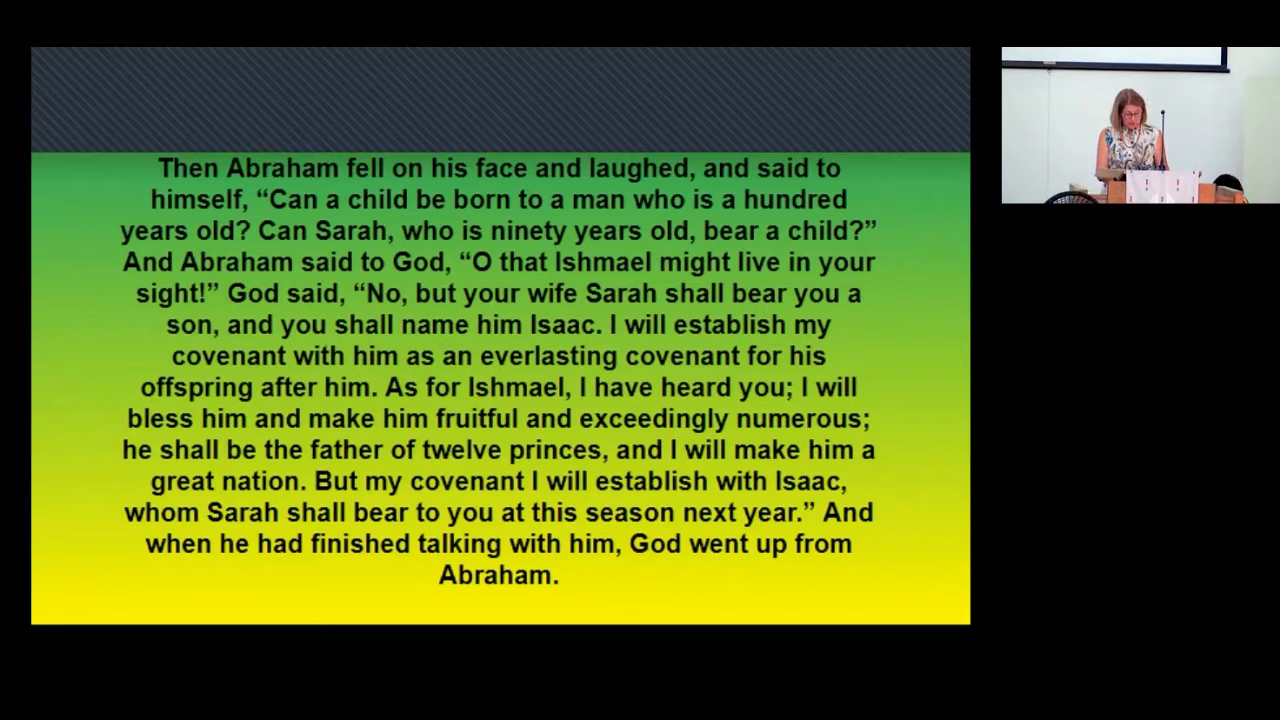 Then Abraham fell on his face and laughed, and said to
himself, “Can a child be born to a man who is a hundred
years old? Can Sarah, who is ninety years old, bear a child?”
And Abraham said to God, “O that Ishmael might live in your
sight!” God said, “No, but your wife Sarah shall bear you a
son, and you shall name him Isaac. I will establish my
covenant with him as an everlasting covenant for his
offspring after him. As for Ishmael, I have heard you; I will
bless him and make him fruitful and exceedingly numerous;
he shall be the father of twelve princes, and I will make him a
great nation. But my covenant I will establish with Isaac,
whom Sarah shall bear to you at this season next year.” And
when he had finished talking with him, God went up from
Abraham.